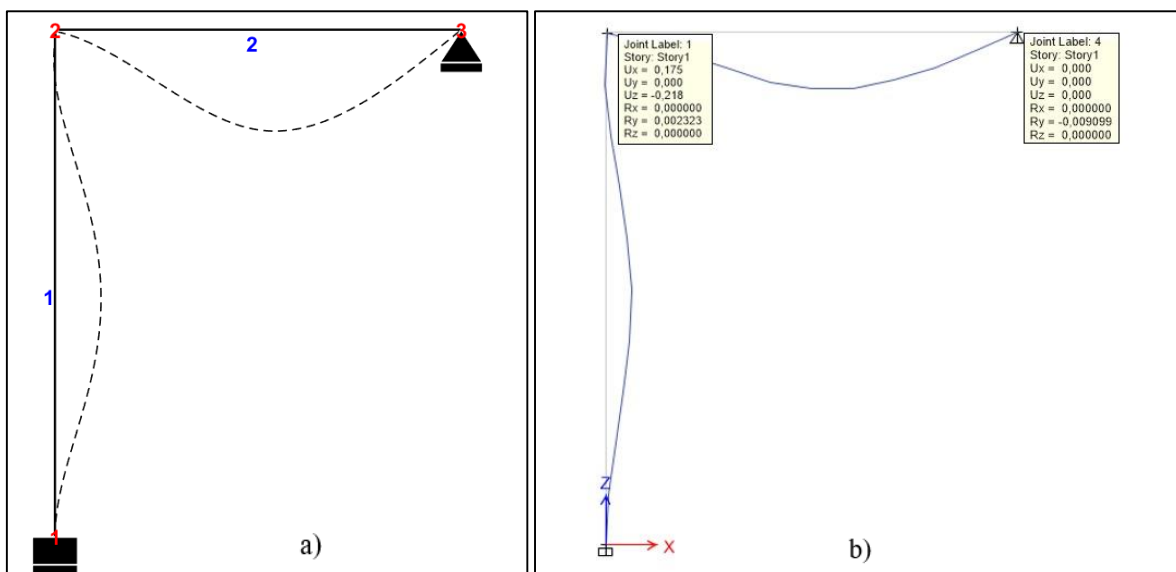 2
3
2
1
1
a)
Joint Label: 1
Story: Story1
Ux = 0,175
Uy = 0,000
Uz = -0,218
Rx = 0,000000
Ry = 0,002323
Rz = 0,000000
Joint Label: 4
Story: Story1
Ux = 0,000
Uy = 0,000
Uz = 0,000
Rx = 0,000000
Ry = -0,009099
Rz = 0,000000
Z
X
b)